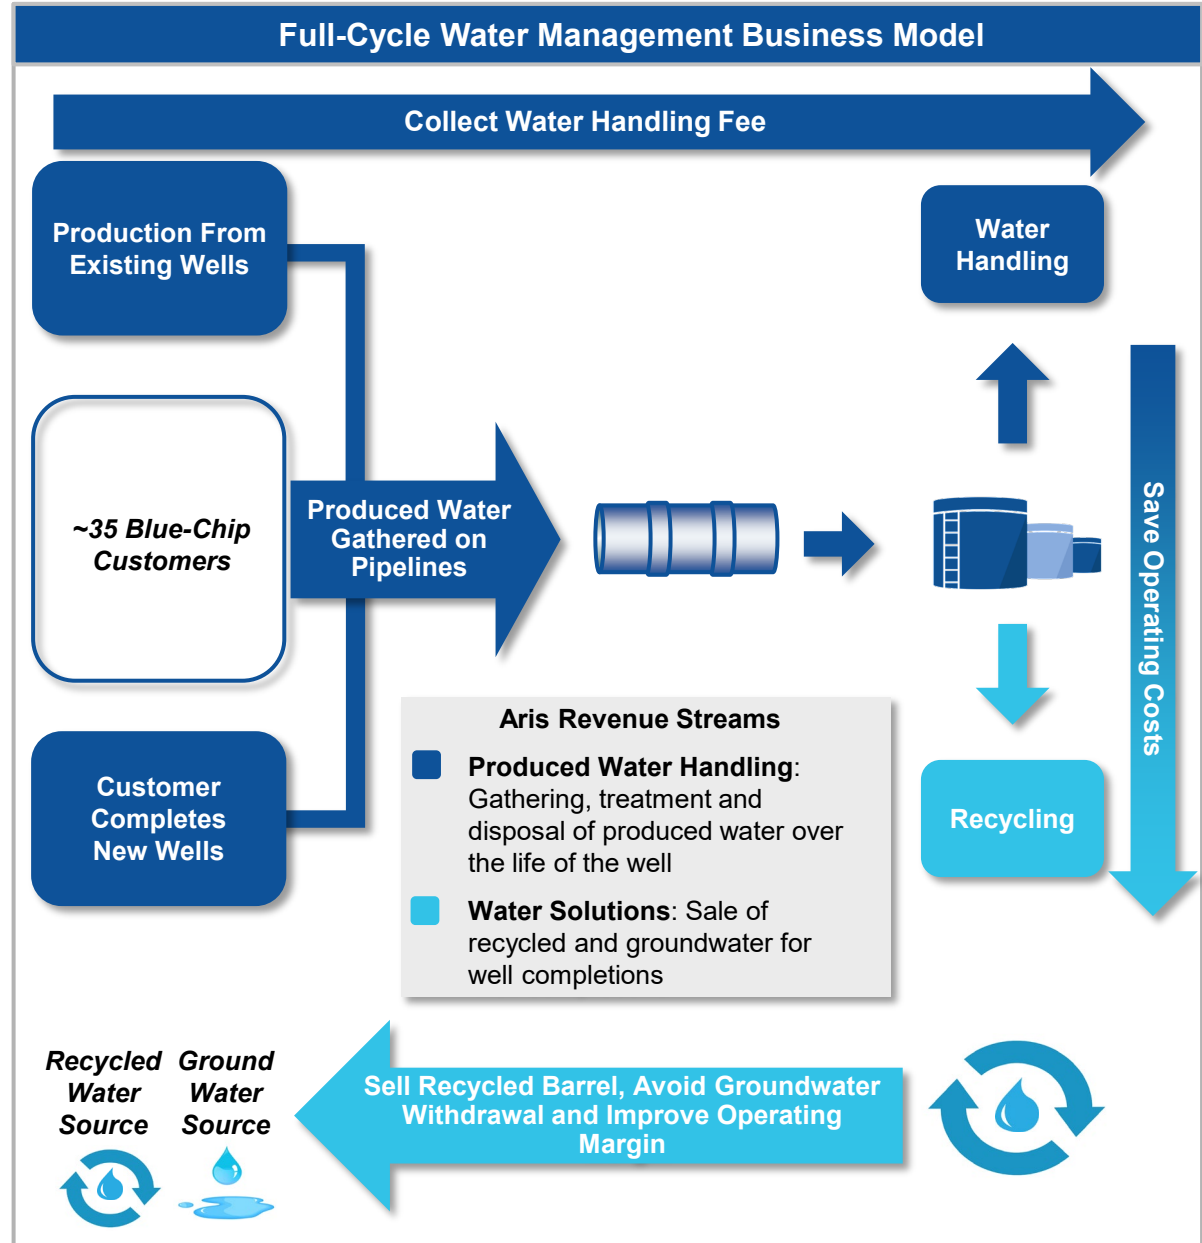 Full-Cycle Water Management Business Model
Collect Water Handling Fee
Production From
Existing Wells
Water
Handling
~35 Blue-Chip
Customers
Produced Water
Gathered on
Pipelines
Save Operating Costs
Customer
Completes
New Wells
Aris Revenue Streams
Produced Water Handling:
Gathering, treatment and
disposal of produced water over
the life of the well
Water Solutions: Sale of
recycled and groundwater for
well completions
Recycling
Recycled
Water
Source
Ground
Water
Source
Sell Recycled Barrel, Avoid Groundwater
Withdrawal and Improve Operating
Margin